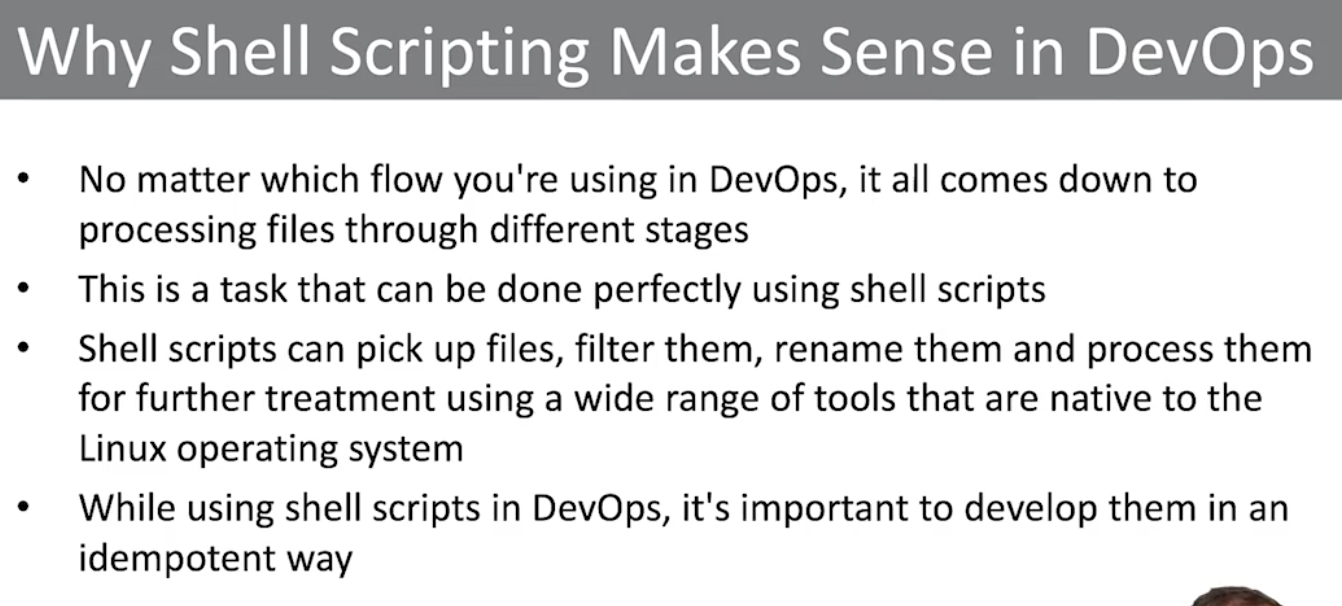 Why Shell Scripting Makes Sense in DevOps
• No matter which flow you're using in DevOps, it all comes down to
processing files through different stages
• This is a task that can be done perfectly using shell scripts
• Shell scripts can pick up files, filter them, rename them and process them
for further treatment using a wide range of tools that are native to the
Linux operating system
• While using shell scripts in DevOps, it's important to develop them in an
idempotent way